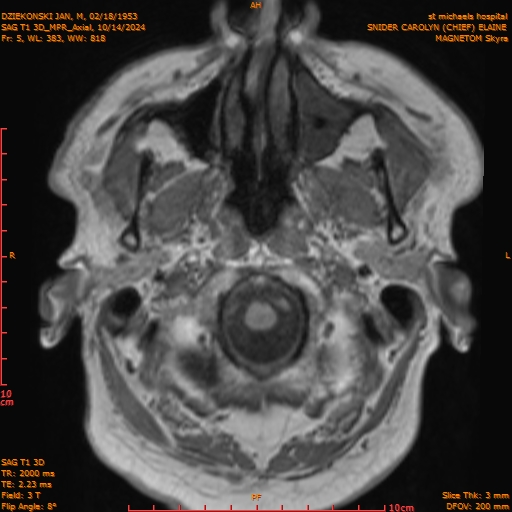 DZIEKONSKI JAN, M, 02/18/1953
SAG T1 3D_MPR_Axial, 10/14/2024
Fr: 5, WL: 383, WW: 818
AH
st michaels hospital
SNIDER CAROLYN (CHIEF) ELAINE
MAGNETOM Skyra
R
L
10
cm
SAG T1 3D
TR: 2000 ms
TE: 2.23 ms
Field: 3 T
Flip Angle: 8°
PF
10cm
Slice Thk: 3 mm
DFOV: 200 mm